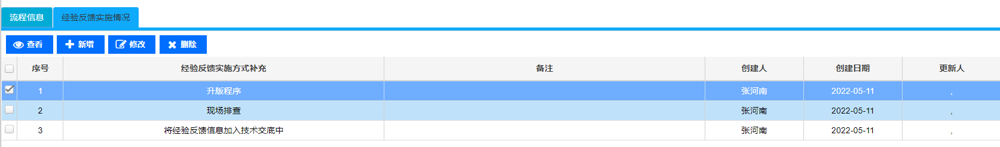 流程信息 经验反馈实施情况
查看 新增 修改 删除
序号 经验反馈实施方式补充 备注 创建人 创建日期 更新人
1 升版程序 张河南 2022-05-11 ,
2 现场排查 张河南 2022-05-11 ,
3 将经验反馈信息加入技术交底中 张河南 2022-05-11 ,